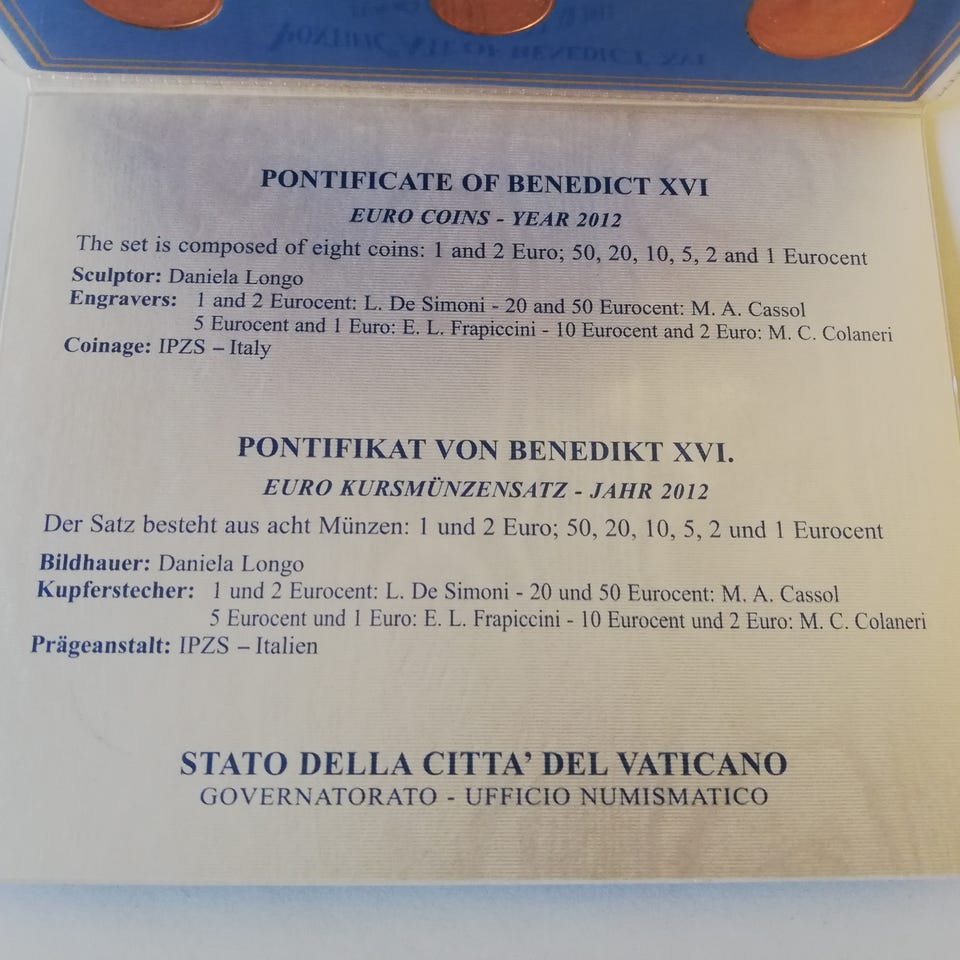 PONTIFICATE OF BENEDICT XVI
PONTIFICATE OF BENEDICT XVI
EURO COINS - YEAR 2012
The set is composed of eight coins: 1 and 2 Euro; 50, 20, 10, 5, 2 and 1 Eurocent
Sculptor: Daniela Longo
Engravers: 1 and 2 Eurocent: L. De Simoni - 20 and 50 Eurocent: M. A. Cassol
5 Eurocent and 1 Euro: E. L. Frapiccini - 10 Eurocent and 2 Euro: M. C. Colaneri
Coinage: IPZS – Italy
PONTIFIKAT VON BENEDIKT XVI.
EURO KURSMÜNZENSATZ - JAHR 2012
Der Satz besteht aus acht Münzen: 1 und 2 Euro; 50, 20, 10, 5, 2 und 1 Eurocent
Bildhauer: Daniela Longo
Kupferstecher: 1 und 2 Eurocent: L. De Simoni - 20 und 50 Eurocent: M. A. Cassol
5 Eurocent und 1 Euro: E. L. Frapiccini - 10 Eurocent und 2 Euro: M. C. Colaneri
Prägeanstalt: IPZS – Italien
STATO DELLA CITTA' DEL VATICANO
GOVERNATORATO - UFFICIO NUMISMATICO